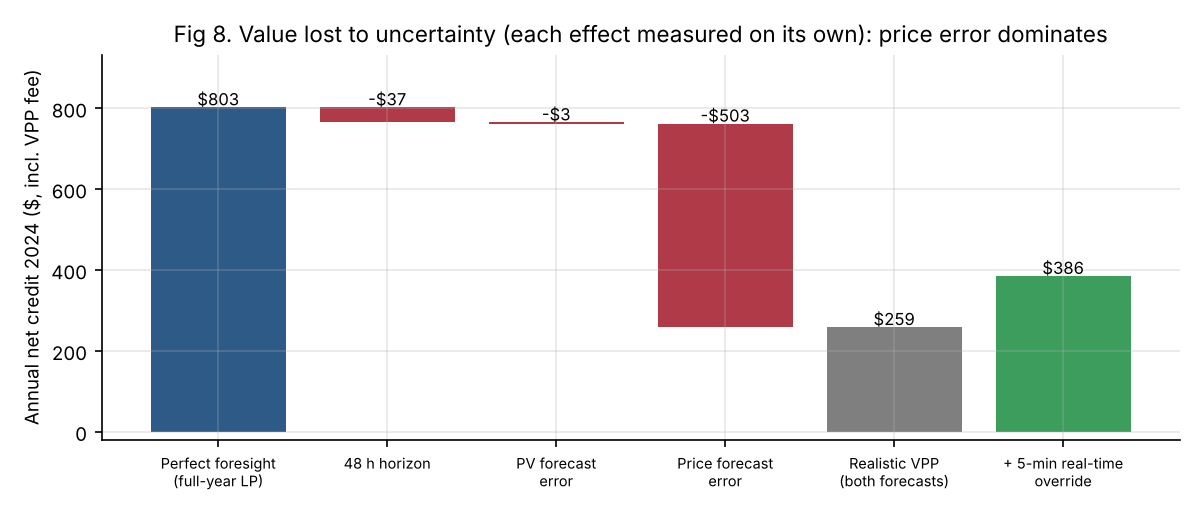 Fig 8. Value lost to uncertainty (each effect measured on its own): price error dominates
Annual net credit 2024 ($, incl. VPP fee)
800
600
400
200
0
$803
-$37
-$3
-$503
$259
$386
Perfect foresight
(full-year LP)
48 h horizon
PV forecast
error
Price forecast
error
Realistic VPP
(both forecasts)
+ 5-min real-time
override